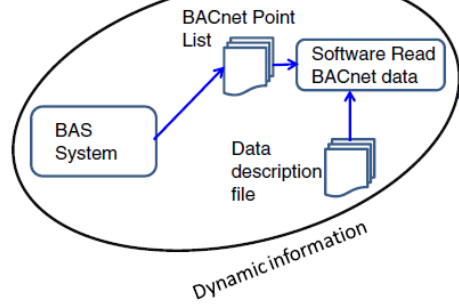 BACnet Point
List
Software Read
BACnet data
BAS
System
Data
description
file
Dynamic information